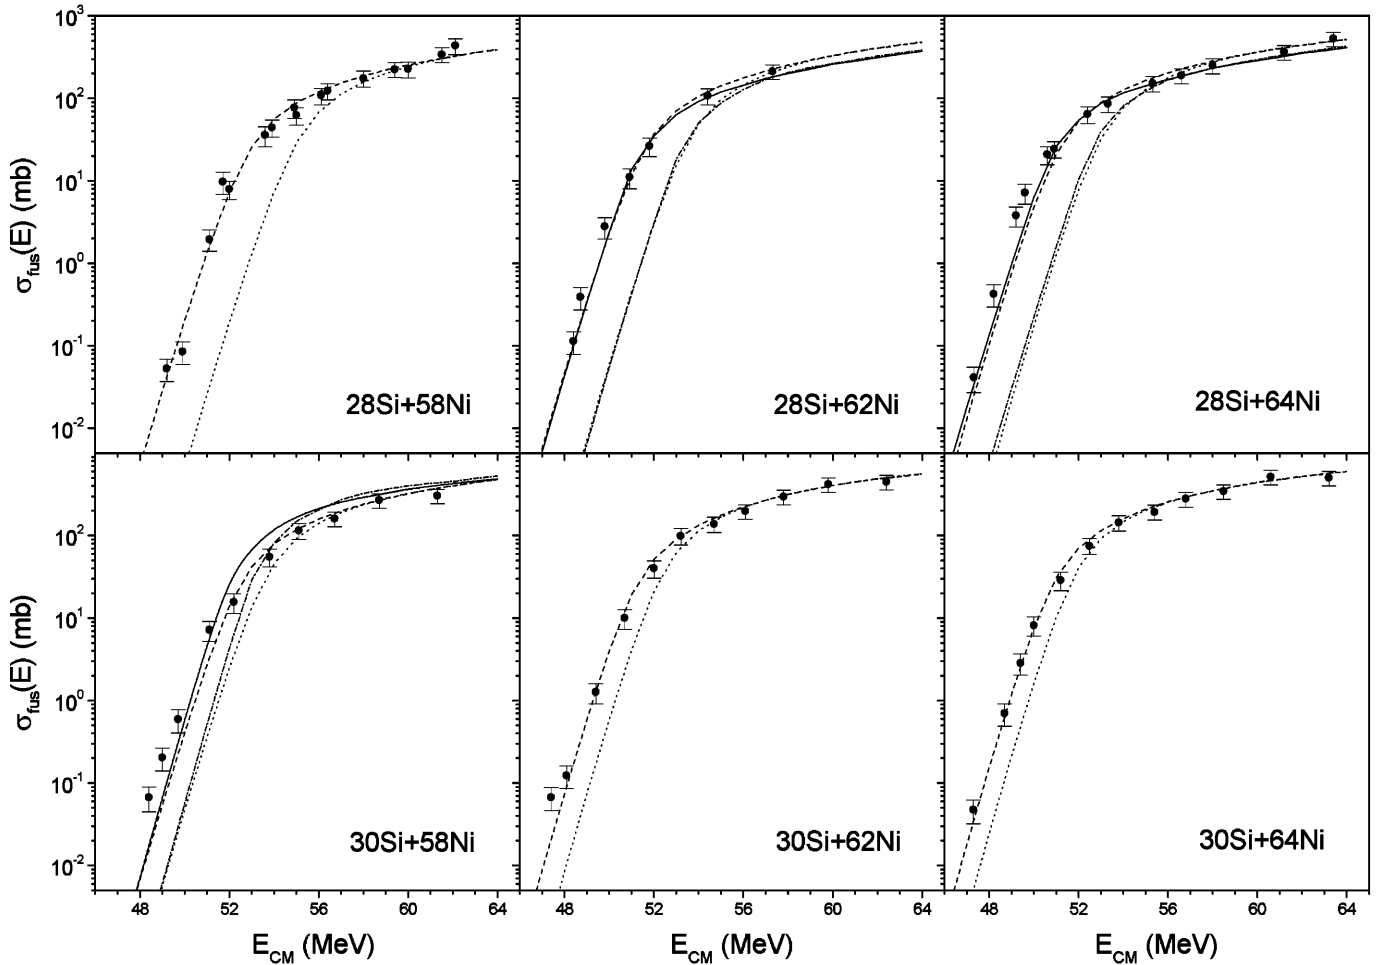 10³
10²
10¹
10⁰
10⁻¹
10⁻²
σfus(E) (mb)
28Si+58Ni
28Si+62Ni
28Si+64Ni
10²
10¹
10⁰
10⁻¹
10⁻²
σfus(E) (mb)
30Si+58Ni
30Si+62Ni
30Si+64Ni
48 52 56 60 64 48 52 56 60 64 48 52 56 60 64
ECM (MeV) ECM (MeV) ECM (MeV)